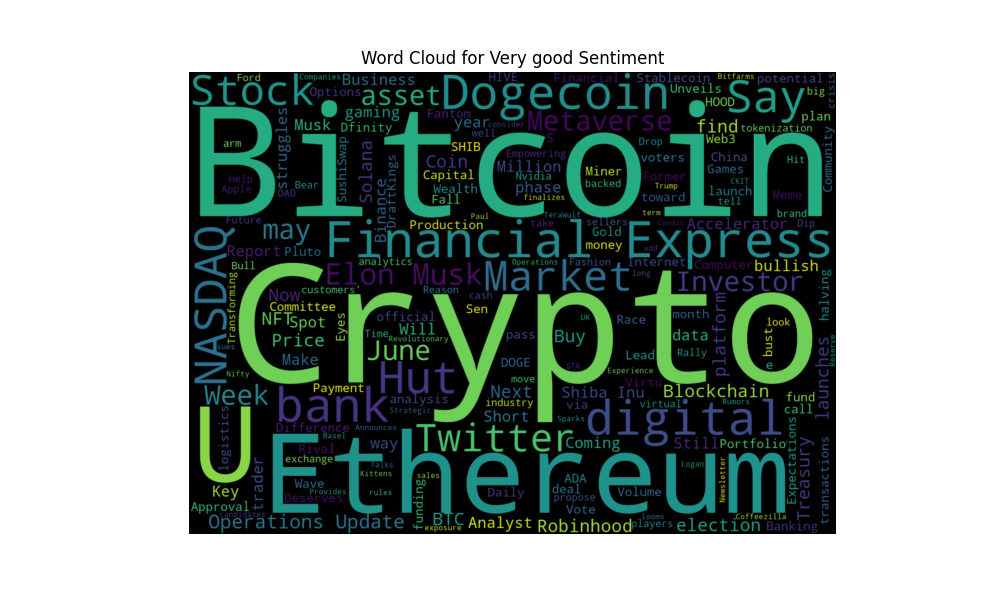 Word Cloud for Very good Sentiment
Ford Companies Business HIVE Financial Stablecoin Unveils potential crisis
Stock Options asset Dogecoin Say HOOD big plan
gaming Fantom Metaverse find tokenization
Musk Dfinity year SHIB well consider S Drop voters Web3 China Community
Bitcoin
arm struggles SushiSwap Solana Coin Million Empowering Miner Games Hit
Help Apple Bear DAO Binance DraftKings Capital Wealth phase Nvidia backed Former Trump toward launch CKIT tell Meme
Fall finalizes term brand
Future Production Paul TeraWulf take sellers Gold Cosmic Accelerator Dip
NASDAQ may Financial Express
Report Pluto money add
Bull analytics Market Operations Fashion Internet Computer bullish
Transforming Elon Musk long Investor
Now customers' Reason cash month platform halving
Committee official Sen
NFT Spot Eyes Crypto UK Race data look
Price Time Will Revolutionary pass Buy Rally bust launches Reserve
sues Make June DOGE Lead e
Nifty Hut move GTA Experience
Week Payment Next Shiba Inu Virtu Blockchain fund
bank analysis industry Short via virtual Rumors call
U Strategic Sparks digital
logistics Difference Basel Announces Twitter Coming Still Portfolio Expectations
Rival way
exchange Talks Ethereum Logan Treasury transactions
Wave Kittens sales ADA
Key trader Deserves Provides rules funding Daily deal propose Volume Newsletter
Approval candidates Vote looms Coffeezilla
Operations Update BTC exposure Analyst Robinhood players election Banking